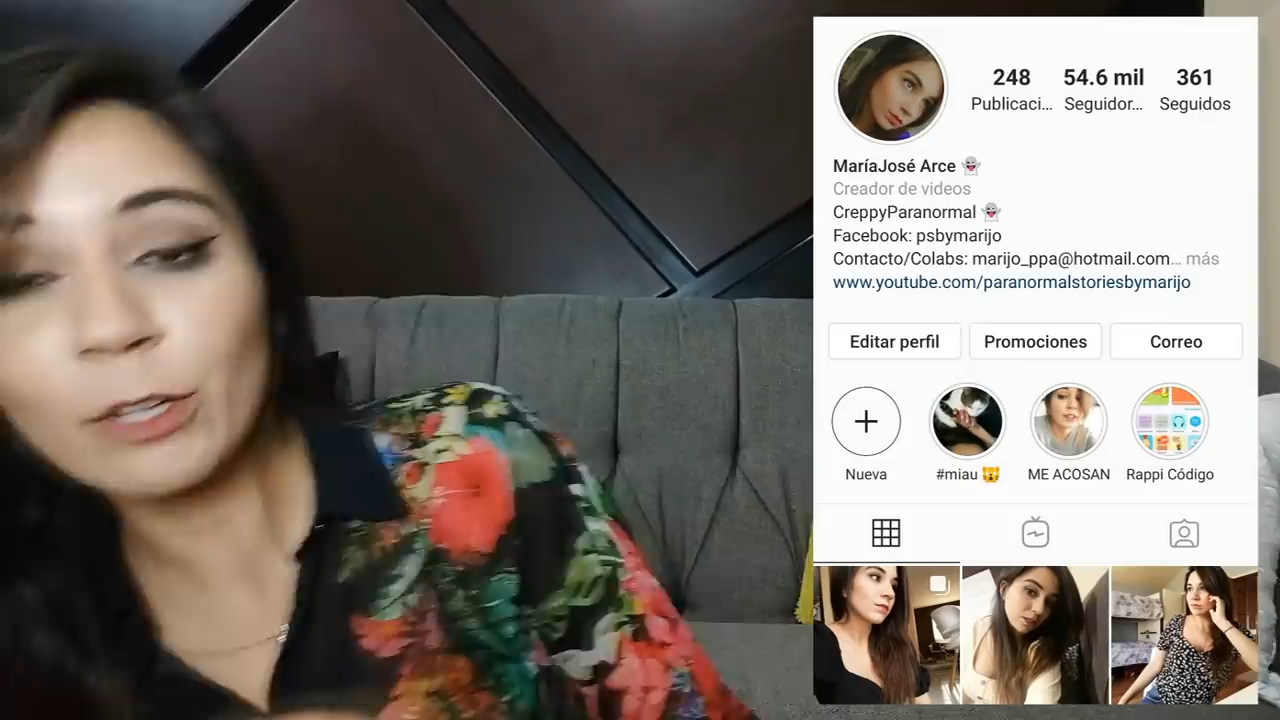 248 54.6 mil 361
Publicaci... Seguidor... Seguidos
MaríaJosé Arce 👻
Creador de videos
CreppyParanormal 👻
Facebook: psbymarijo
Contacto/Colabs: marijo_ppa@hotmail.com... más
www.youtube.com/paranormalstoriesbymarijo
Editar perfil Promociones Correo
Nueva #miau 🐱 ME ACOSAN Rappi Código